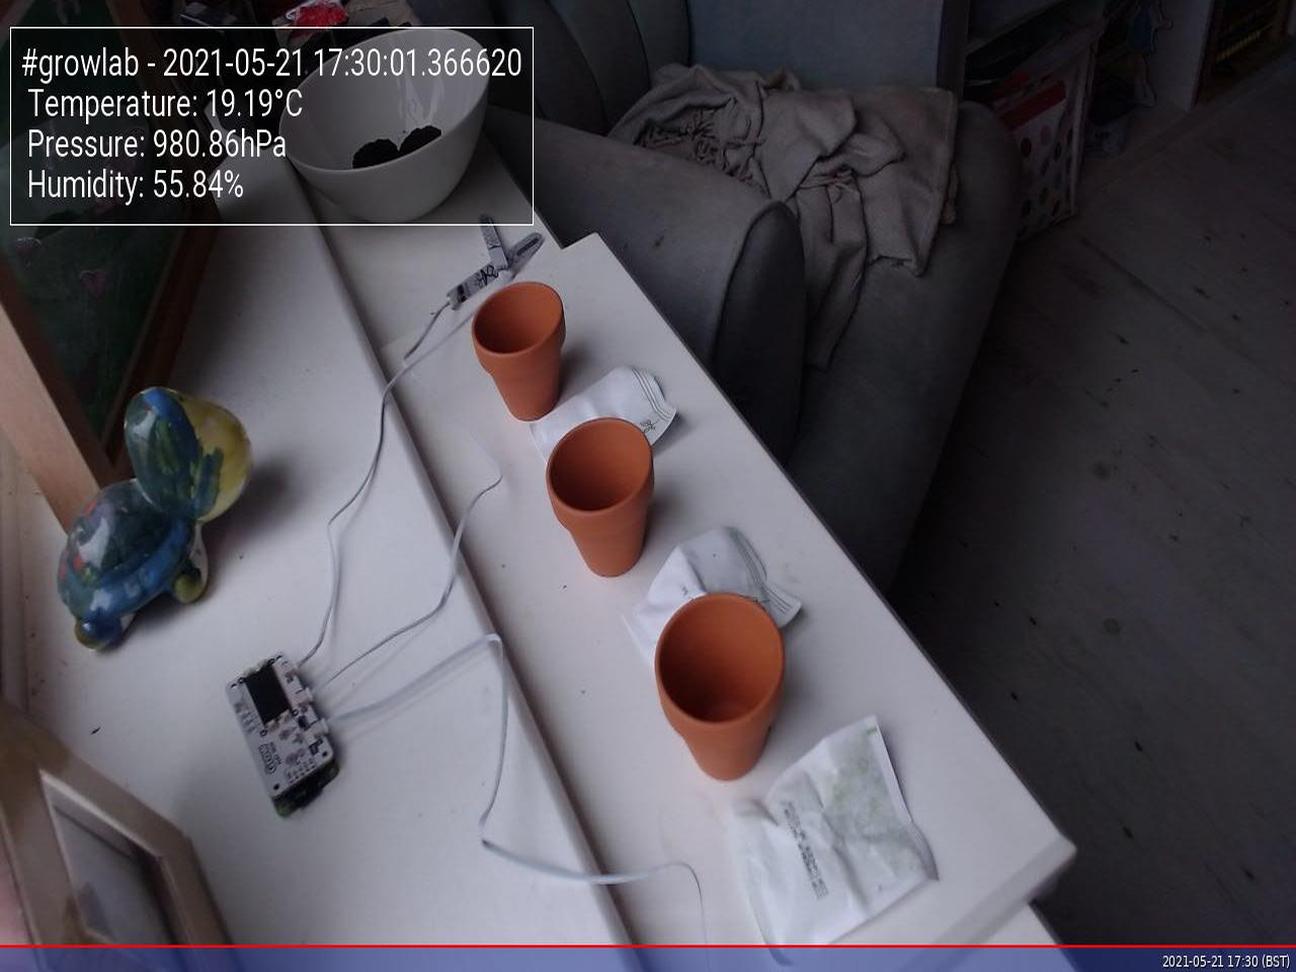 #growlab - 2021-05-21 17:30:01.366620
Temperature: 19.19°C
Pressure: 980.86hPa
Humidity: 55.84%
2021-05-21 17:30 (BST)